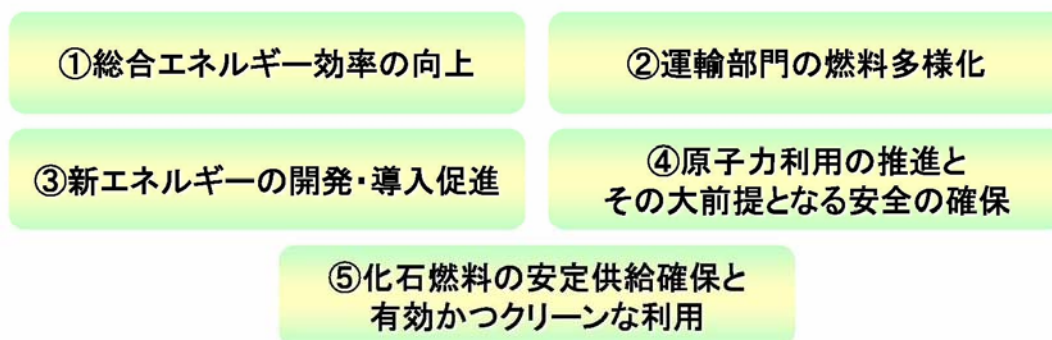 ①総合エネルギー効率の向上
②運輸部門の燃料多様化
③新エネルギーの開発・導入促進
④原子力利用の推進と
その大前提となる安全の確保
⑤化石燃料の安定供給確保と
有効かつクリーンな利用